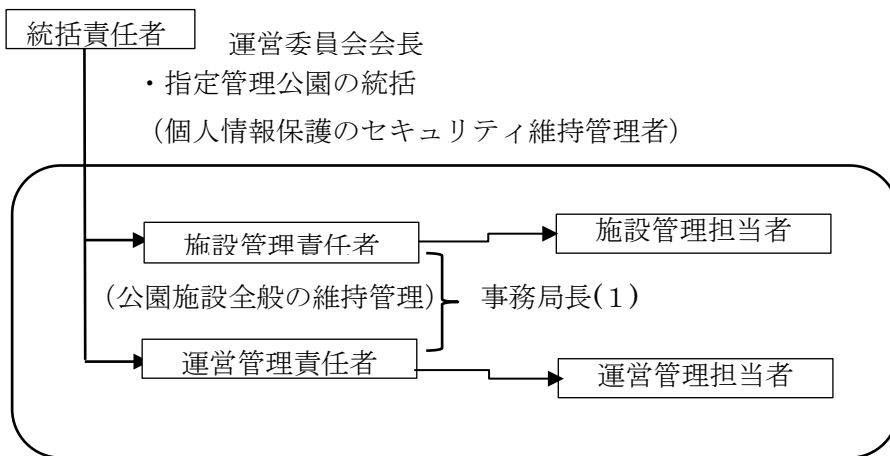 統括責任者
運営委員会会長
・指定管理公園の統括
（個人情報保護のセキュリティ維持管理者）
施設管理責任者
施設管理担当者
（公園施設全般の維持管理）
事務局長(１)
運営管理責任者
運営管理担当者